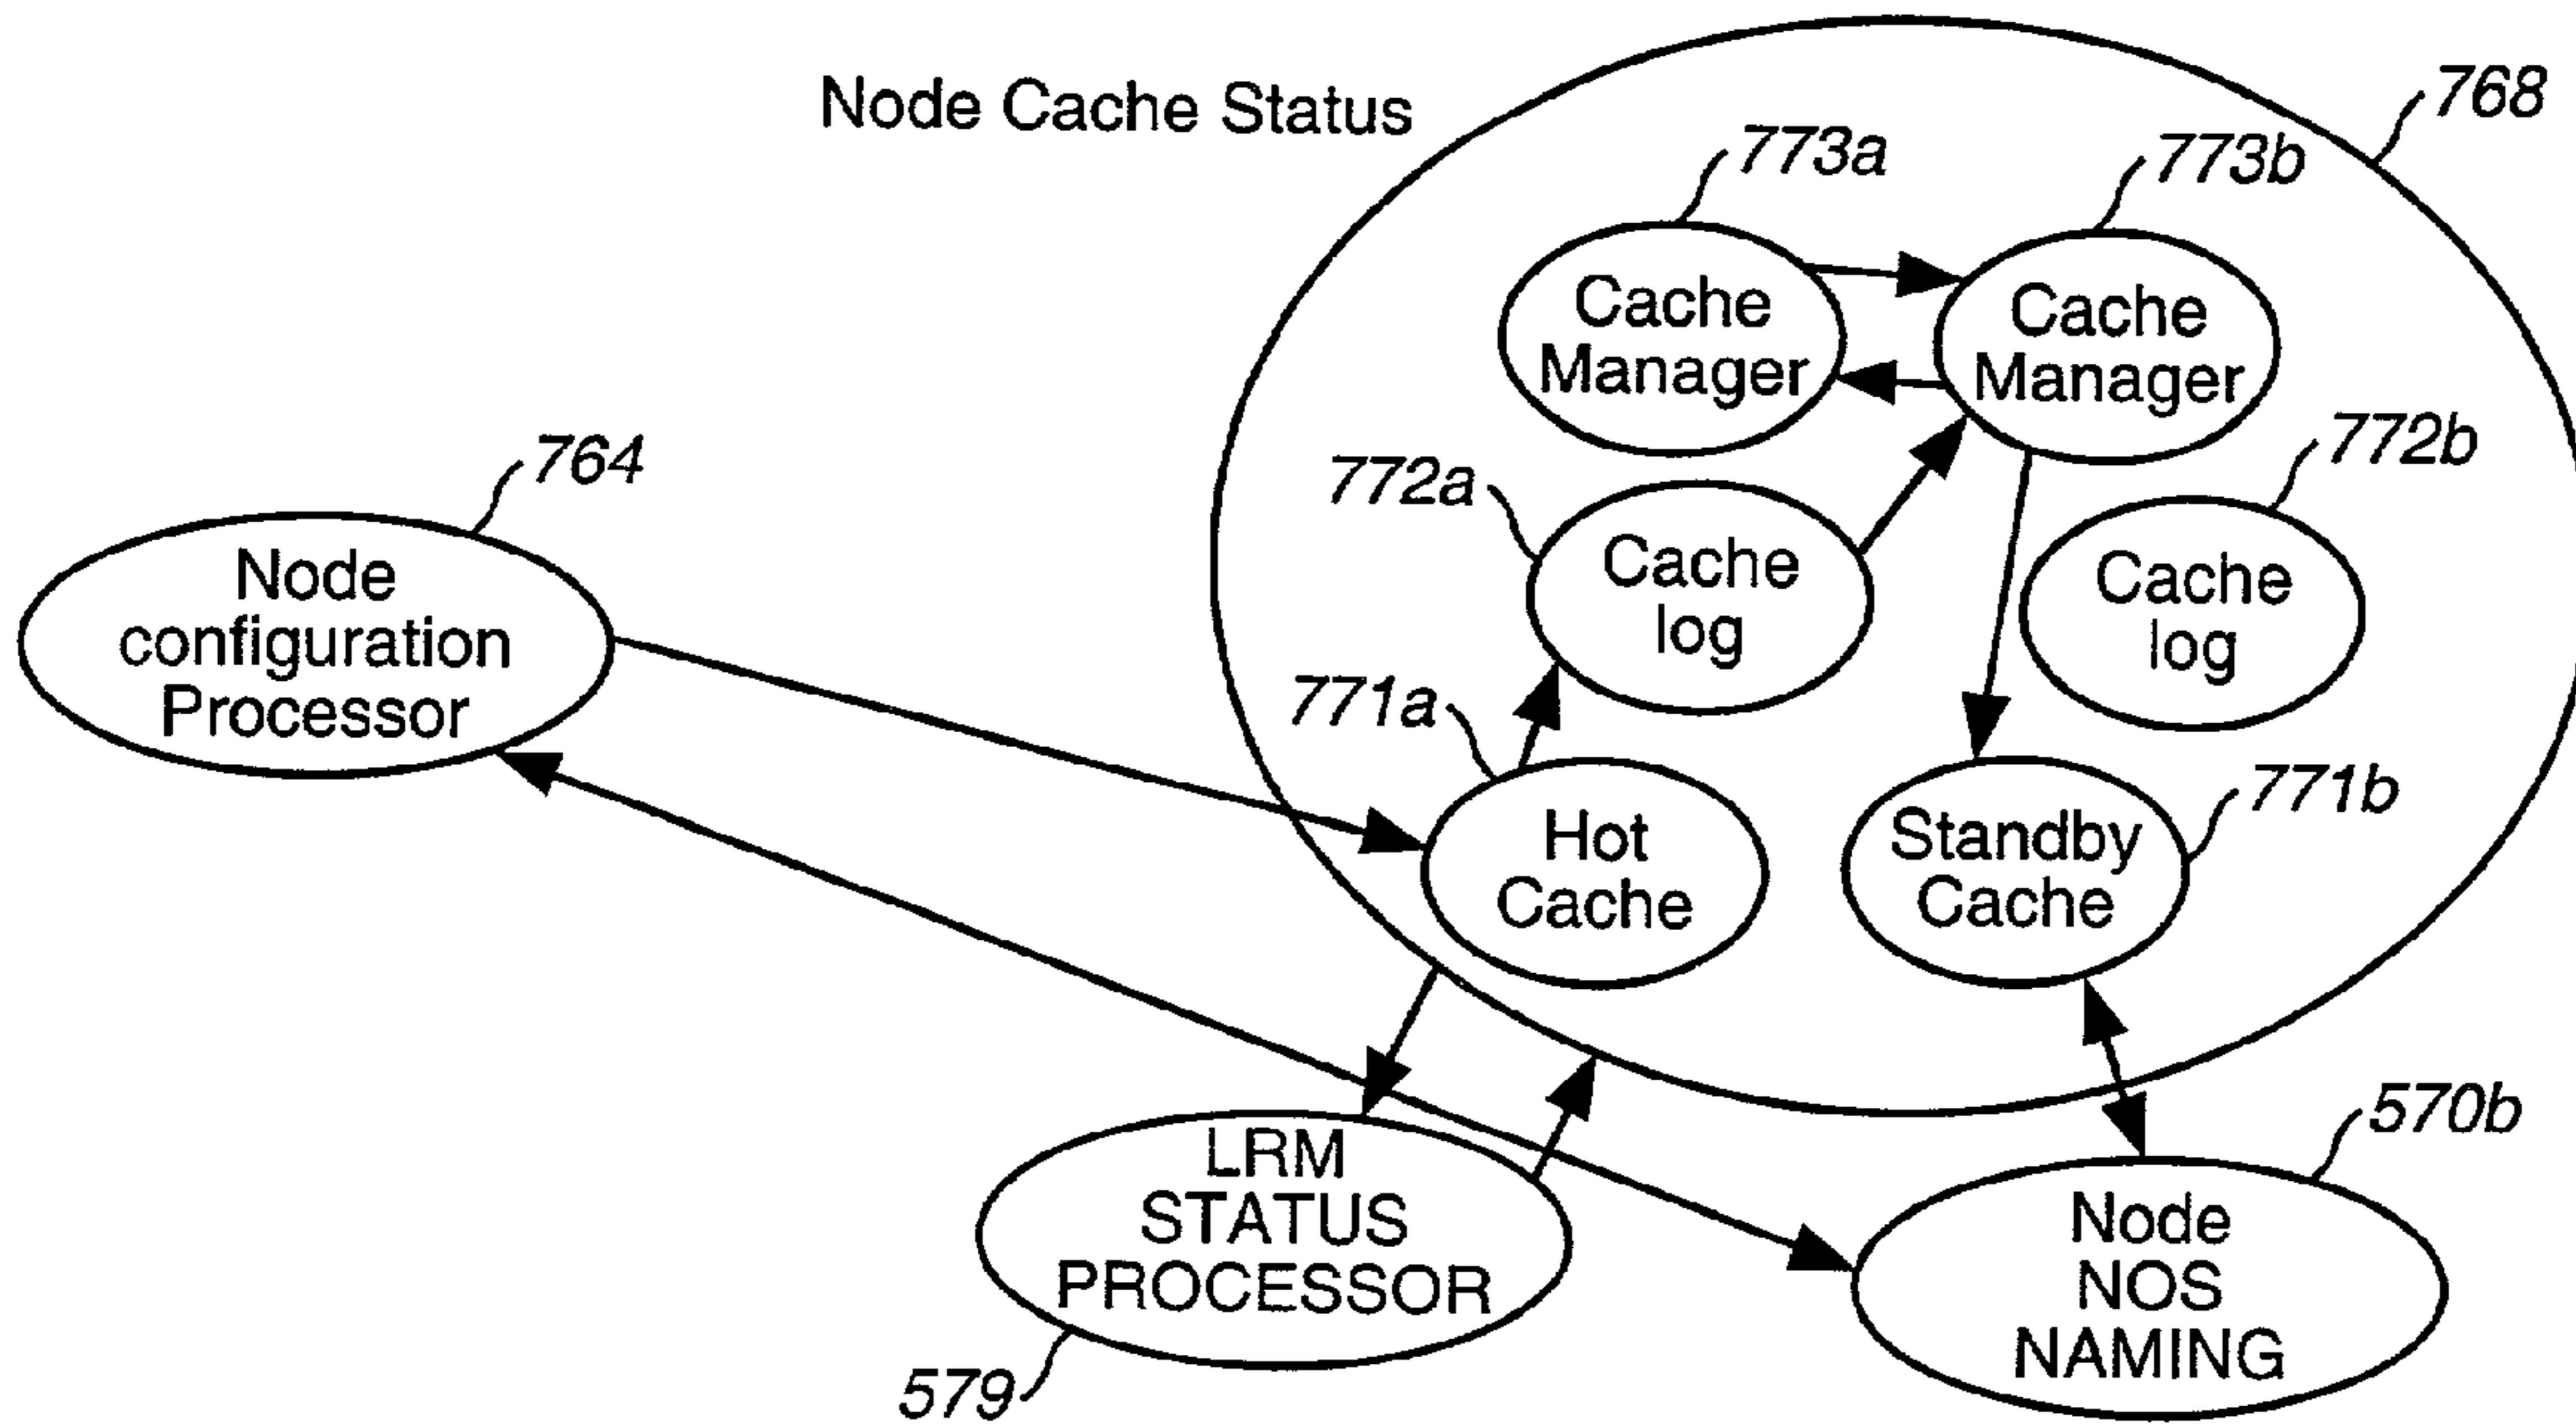 Node Cache Status
768
773a
773b
Cache
Manager
Cache
Manager
772a
772b
Cache
log
Cache
log
764
Node
configuration
Processor
771a
771b
Hot
Cache
Standby
Cache
LRM
STATUS
PROCESSOR
579
570b
Node
NOS
NAMING